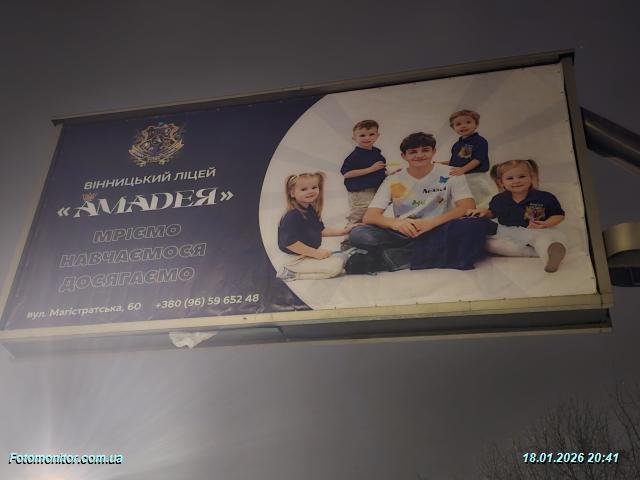 ВІННИЦЬКИЙ ЛІЦЕЙ
«АМАDЕЯ»
МРІЄМО
НАВЧАЄМОСЯ
ДОСЯГАЄМО
вул. Магістратська, 60 +380 (96) 59 652 48
Fotomonitor.com.ua
18.01.2026 20:41